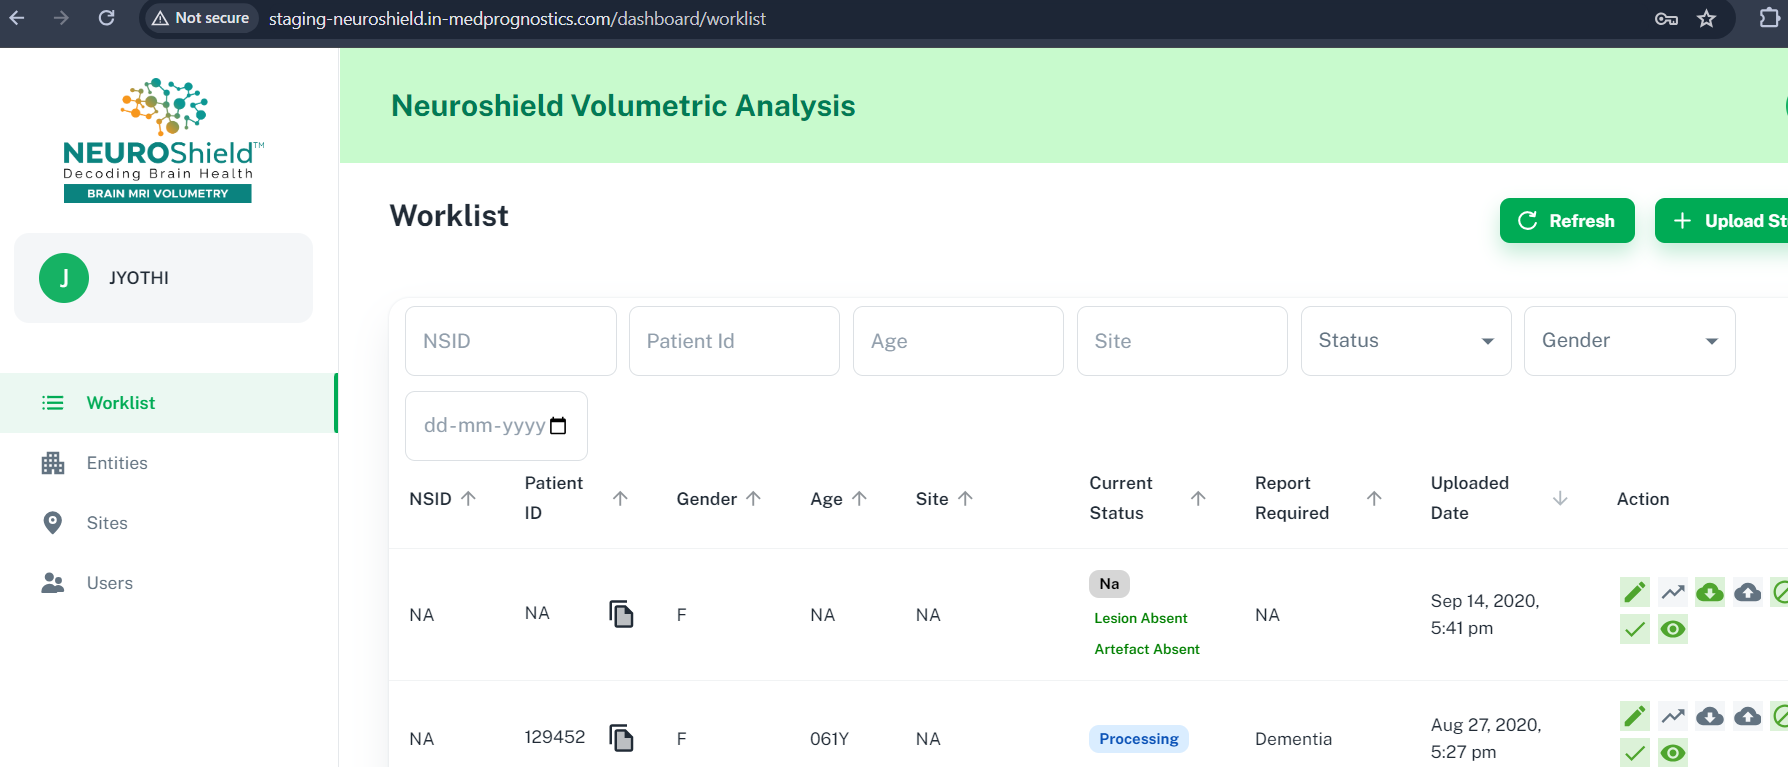 Not secure staging-neuroshield.in-medprognostics.com/dashboard/worklist
NEUROShield™
Decoding Brain Health
BRAIN MRI VOLUMETRY
J JYOTHI
Worklist
Entities
Sites
Users
Neuroshield Volumetric Analysis
Worklist
Refresh
Upload
NSID Patient Id Age Site Status Gender
dd-mm-yyyy
NSID Patient ID Gender Age Site Current Status Report Required Uploaded Date Action
NA NA F NA NA Na Lesion Absent Artefact Absent NA Sep 14, 2020, 5:41 pm
NA 129452 F 061Y NA Processing Dementia Aug 27, 2020, 5:27 pm